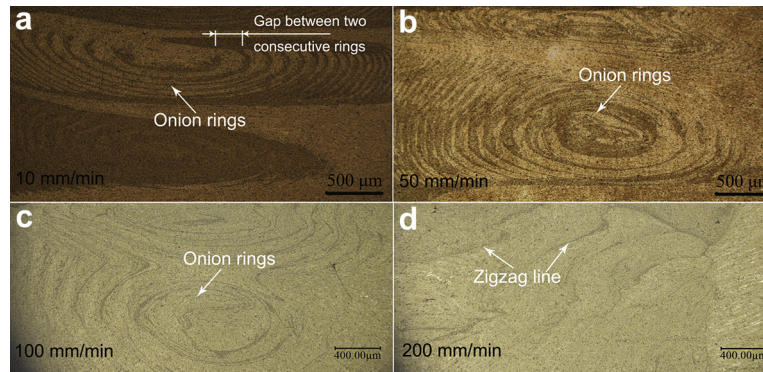 a
Gap between two
consecutive rings
Onion rings
10 mm/min
500 μm
b
Onion rings
50 mm/min
500 μm
c
Onion rings
100 mm/min
400.00μm
d
Zigzag line
200 mm/min
400.00μm